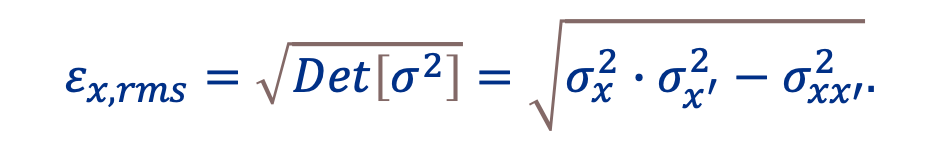 ε_{x,rms} = √(Det[σ²]) = √(σ_x² · σ_{x′}² − σ_{xx′}²).